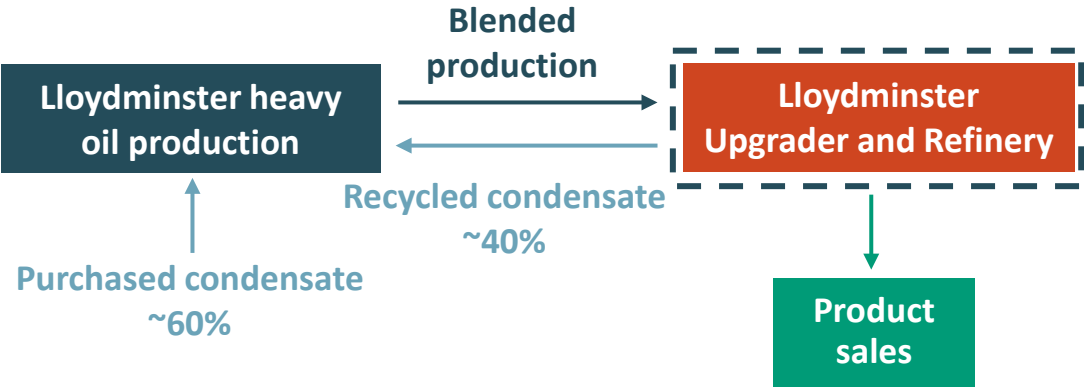 Blended
production
Lloydminster heavy
oil production
Lloydminster
Upgrader and Refinery
Recycled condensate
~40%
Purchased condensate
~60%
Product
sales